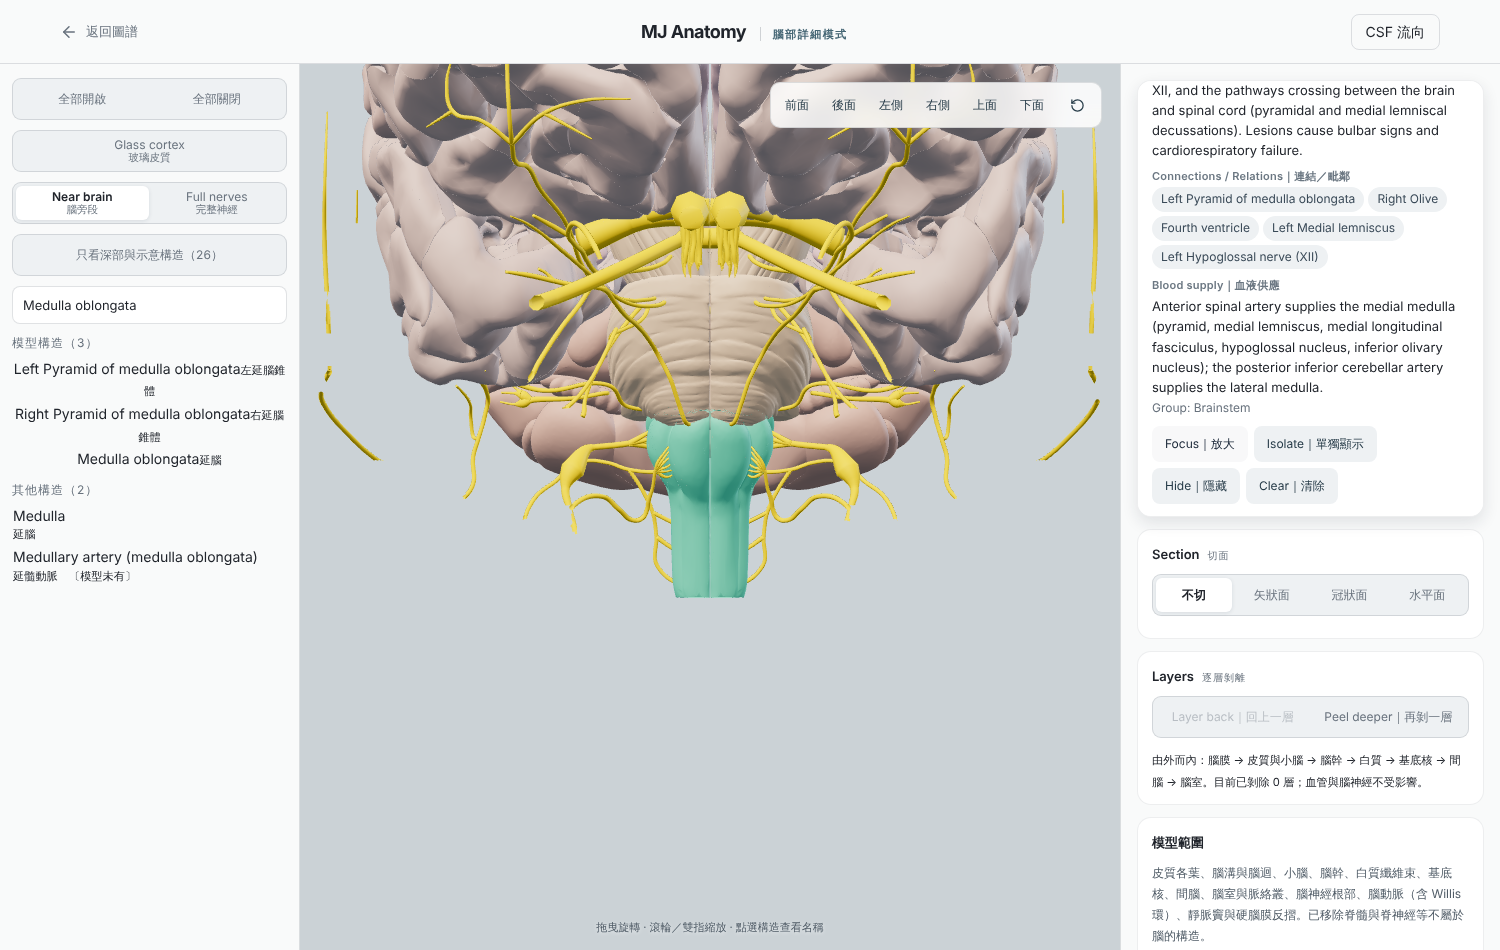 返回圖譜
MJ Anatomy
腦部詳細模式
CSF 流向
全部開啟
全部關閉
Glass cortex
玻璃皮質
Near brain
腦旁段
Full nerves
完整神經
只看深部與示意構造（26）
Medulla oblongata
模型構造（3）
Left Pyramid of medulla oblongata左延腦錐
體
Right Pyramid of medulla oblongata右延腦
錐體
Medulla oblongata延腦
其他構造（2）
Medulla
延腦
Medullary artery (medulla oblongata)
延髓動脈 〔模型未有〕
前面
後面
左側
右側
上面
下面
拖曳旋轉 · 滾輪／雙指縮放 · 點選構造查看名稱
XII, and the pathways crossing between the brain
and spinal cord (pyramidal and medial lemniscal
decussations). Lesions cause bulbar signs and
cardiorespiratory failure.
Connections / Relations｜連結／毗鄰
Left Pyramid of medulla oblongata
Right Olive
Fourth ventricle
Left Medial lemniscus
Left Hypoglossal nerve (XII)
Blood supply｜血液供應
Anterior spinal artery supplies the medial medulla
(pyramid, medial lemniscus, medial longitudinal
fasciculus, hypoglossal nucleus, inferior olivary
nucleus); the posterior inferior cerebellar artery
supplies the lateral medulla.
Group: Brainstem
Focus｜放大
Isolate｜單獨顯示
Hide｜隱藏
Clear｜清除
Section 切面
不切
矢狀面
冠狀面
水平面
Layers 逐層剝離
Layer back｜回上一層
Peel deeper｜再剝一層
由外而內：腦膜 → 皮質與小腦 → 腦幹 → 白質 → 基底核 → 間
腦 → 腦室。目前已剝除 0 層；血管與腦神經不受影響。
模型範圍
皮質各葉、腦溝與腦迴、小腦、腦幹、白質纖維束、基底
核、間腦、腦室與脈絡叢、腦神經根部、腦動脈（含 Willis
環）、靜脈竇與硬腦膜反摺。已移除脊髓與脊神經等不屬於
腦的構造。